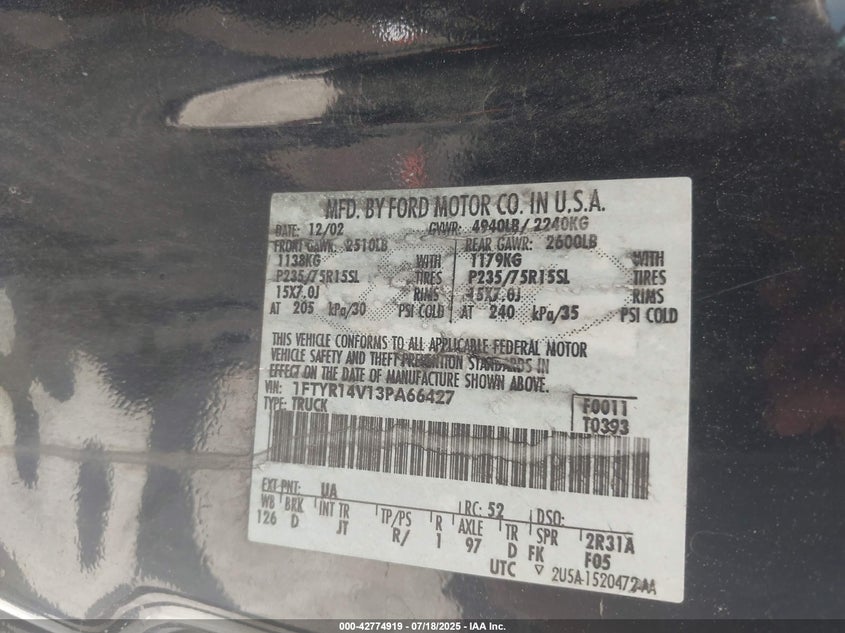 MFD. BY FORD MOTOR CO. IN U.S.A.
DATE: 12/02 GVWR: 4940LB/ 2240KG
FRONT GAWR: 2510LB REAR GAWR: 2600LB
1138KG WITH 1179KG WITH
P235/75R15SL TIRES P235/75R15SL TIRES
15X7.0J RIMS 15X7.0J RIMS
AT 205 kPa/30 PSI COLD AT 240 kPa/35 PSI COLD
THIS VEHICLE CONFORMS TO ALL APPLICABLE FEDERAL MOTOR
VEHICLE SAFETY AND THEFT PREVENTION STANDARDS IN
EFFECT ON THE DATE OF MANUFACTURE SHOWN ABOVE.
VIN: 1FTYR14V13PA66427
TYPE: TRUCK
F0011
T0393
EXT PNT: UA RC: 52 DSO:
WB BRK INT TR TP/PS R AXLE TR SPR 2R31A
126 D JT R/ 1 97 D FK F05
UTC ▽ 2U5A-1520472-AA
000-42774919 / 07/18/2025 - IAA Inc.